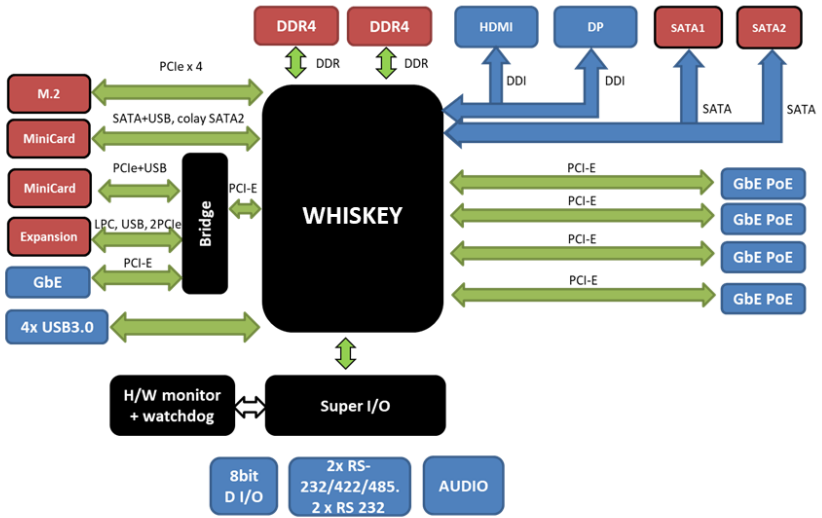 DDR4
DDR4
HDMI
DP
SATA1
SATA2
DDR
DDR
DDI
DDI
SATA
SATA
PCIe x 4
M.2
SATA+USB, colay SATA2
MiniCard
PCIe+USB
MiniCard
LPC, USB, 2PCIe
Expansion
PCI-E
GbE
4x USB3.0
Bridge
PCI-E
WHISKEY
PCI-E
GbE PoE
PCI-E
GbE PoE
PCI-E
GbE PoE
PCI-E
GbE PoE
H/W monitor
+ watchdog
Super I/O
8bit
D I/O
2x RS-
232/422/485.
2 x RS 232
AUDIO